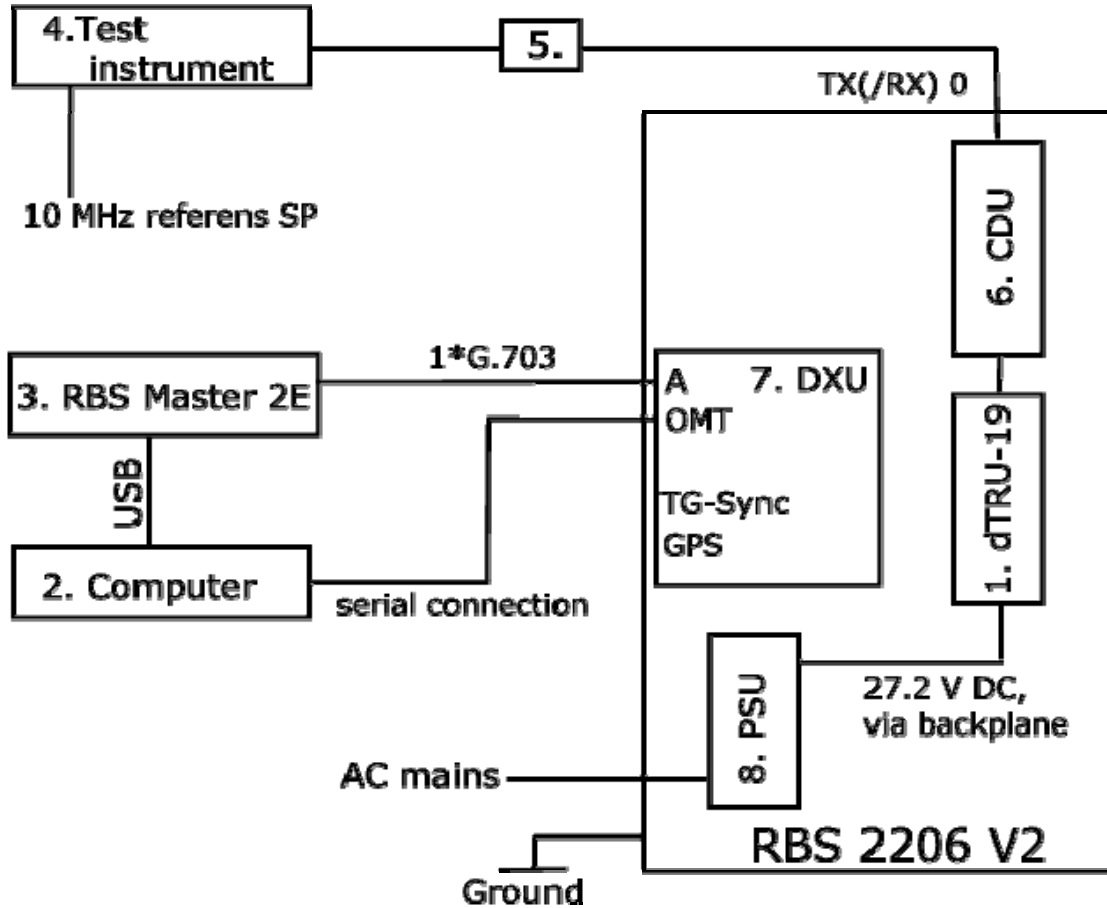 4.Test
instrument
5.
TX(/RX) 0
10 MHz referens SP
6. CDU
1*G.703
3. RBS Master 2E
A
7. DXU
OMT
USB
TG-Sync
GPS
1. dTRU-19
2. Computer
serial connection
8. PSU
27.2 V DC,
via backplane
AC mains
RBS 2206 V2
Ground